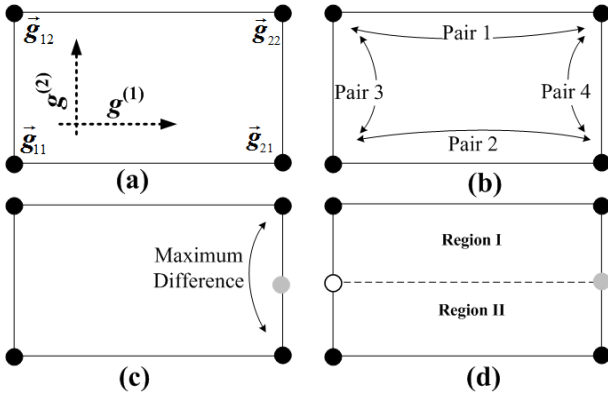 g⃗12 g⃗22
g(2)
g(1)
g⃗11 g⃗21
(a)
Pair 1
Pair 3 Pair 4
Pair 2
(b)
Maximum
Difference
(c)
Region I
Region II
(d)